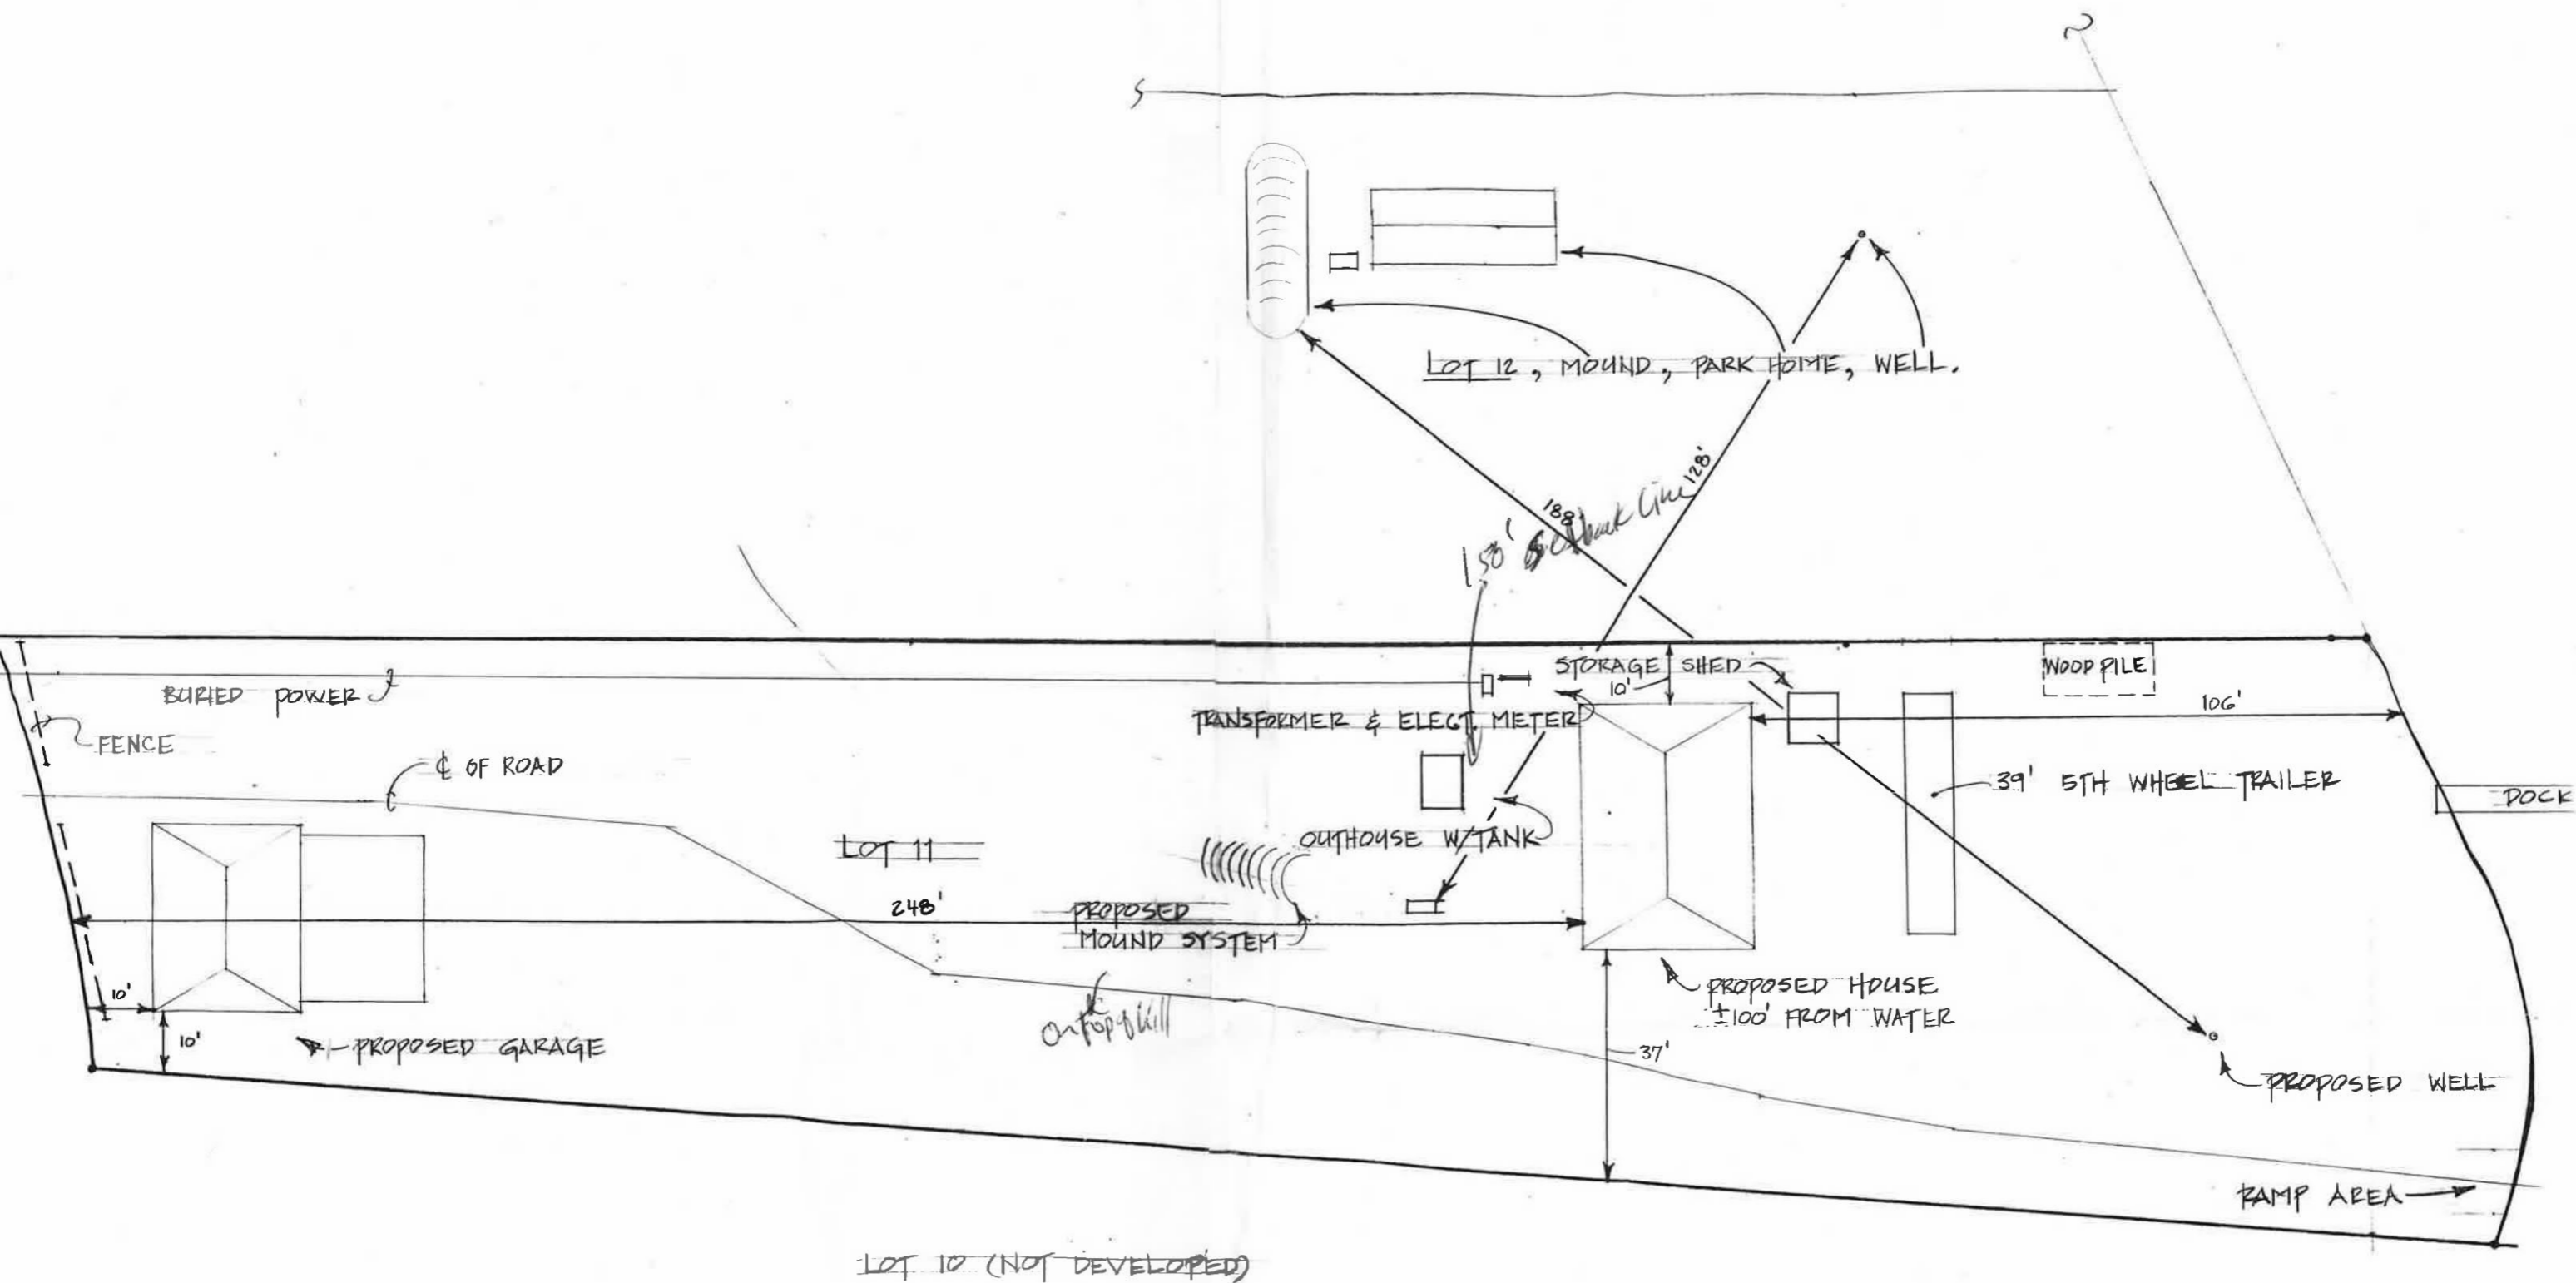 LOT 12, MOUND, PARK HOME, WELL.
128'
188'
150' setback line
STORAGE SHED
10'
WOOD PILE
BURIED POWER
106'
TRANSFORMER & ELECT. METER
FENCE
℄ OF ROAD
39' 5TH WHEEL TRAILER
DOCK
OUTHOUSE W/TANK
LOT 11
248'
PROPOSED
MOUND SYSTEM
PROPOSED HOUSE
±100' FROM WATER
10'
On top of hill
10'
PROPOSED GARAGE
37'
PROPOSED WELL
RAMP AREA
LOT 10 (NOT DEVELOPED)